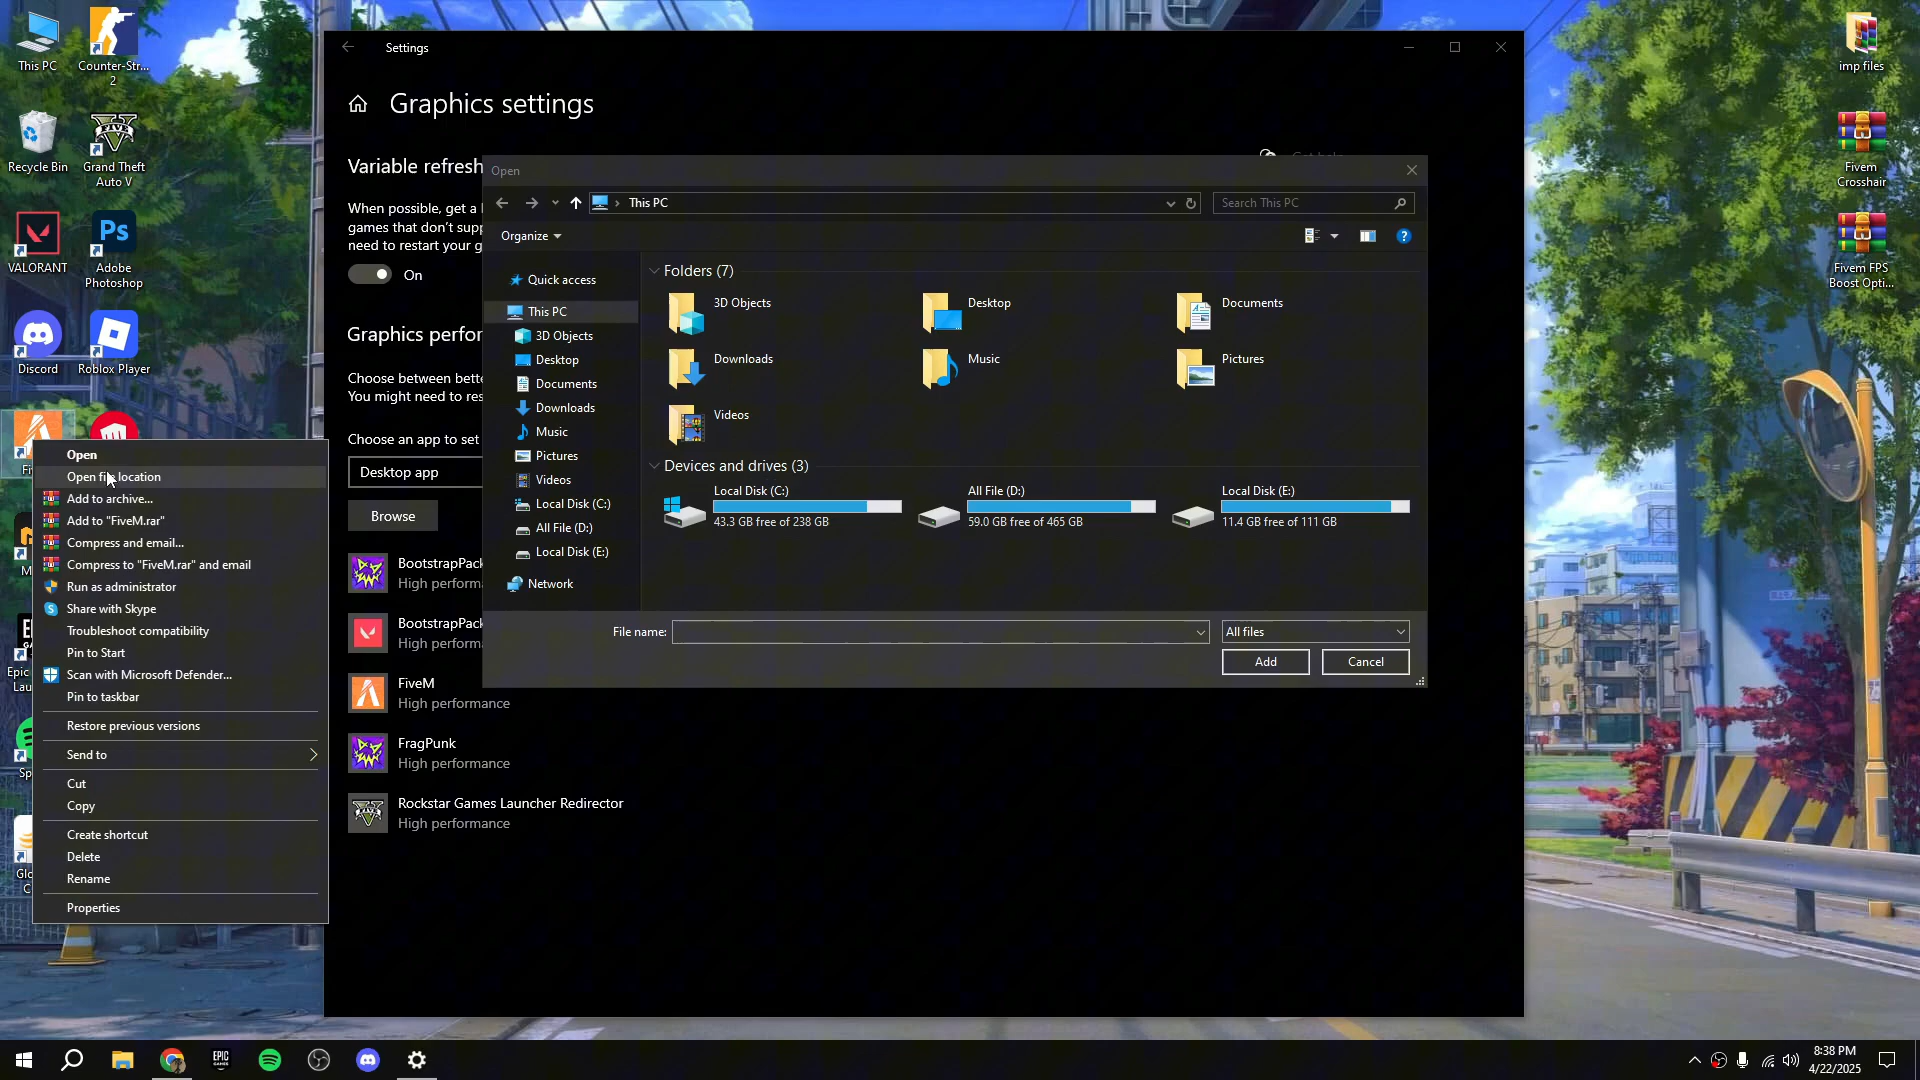 This PC
Counter-Str...
2
Recycle Bin
Grand Theft
Auto V
VALORANT
Ps
Adobe
Photoshop
Discord
Roblox Player
imp files
Fivem
Crosshair
Fivem FPS
Boost Opti...
Settings
Graphics settings
Variable refresh
When possible, get a
games that don't supp
need to restart your g
On
Graphics perfor
Choose between bette
You might need to res
Choose an app to set
Desktop app
Browse
BootstrapPack
High perform
BootstrapPack
High perform
FiveM
High performance
FragPunk
High performance
Rockstar Games Launcher Redirector
High performance
Get help
Open
This PC
Search This PC
Organize
Quick access
This PC
3D Objects
Desktop
Documents
Downloads
Music
Pictures
Videos
Local Disk (C:)
All File (D:)
Local Disk (E:)
Network
Folders (7)
3D Objects
Desktop
Documents
Downloads
Music
Pictures
Videos
Devices and drives (3)
Local Disk (C:)
43.3 GB free of 238 GB
All File (D:)
59.0 GB free of 465 GB
Local Disk (E:)
11.4 GB free of 111 GB
File name:
All files
Add
Cancel
Open
Open file location
Add to archive...
Add to "FiveM.rar"
Compress and email...
Compress to "FiveM.rar" and email
Run as administrator
Share with Skype
Troubleshoot compatibility
Pin to Start
Scan with Microsoft Defender...
Pin to taskbar
Restore previous versions
Send to
Cut
Copy
Create shortcut
Delete
Rename
Properties
Epic
Lau
Sp
Glo
C
EPIC
GAMES
8:38 PM
4/22/2025